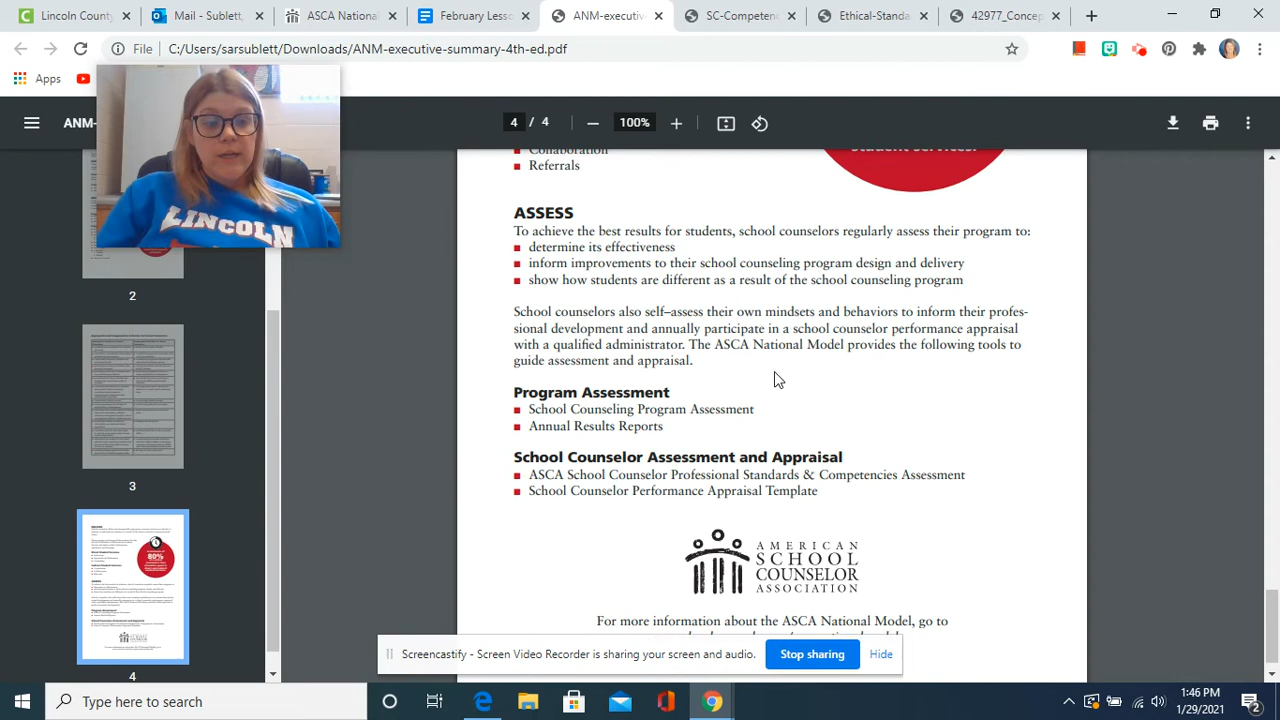 Linco‌ln County
Mail - Sublett,
ASCA National
February Less
ANM-executiv
SC-Competen
Ethical-Standa
42977_Concep
File
C:/Users/sarsublett/Downloads/ANM-executive-summary-4th-ed.pdf
Apps
ANM-
4 / 4
100%
Collaboration
Referrals
student services.
ASSESS
To achieve the best results for students, school counselors regularly assess their program to:
determine its effectiveness
inform improvements to their school counseling program design and delivery
show how students are different as a result of the school counseling program
School counselors also self–assess their own mindsets and behaviors to inform their profes-
sional development and annually participate in a school counselor performance appraisal
with a qualified administrator. The ASCA National Model provides the following tools to
guide assessment and appraisal.
Program Assessment
School Counseling Program Assessment
Annual Results Reports
School Counselor Assessment and Appraisal
ASCA School Counselor Professional Standards & Competencies Assessment
School Counselor Performance Appraisal Template
AMERICAN
SCHOOL
COUNSELOR
ASSOCIATION
For more information about the ASCA National Model, go to
LINCOLN
2
3
80%
4
Screencastify - Screen Video Recorder is sharing your screen and audio.
Stop sharing
Hide
Type here to search
1:46 PM
1/29/2021
2